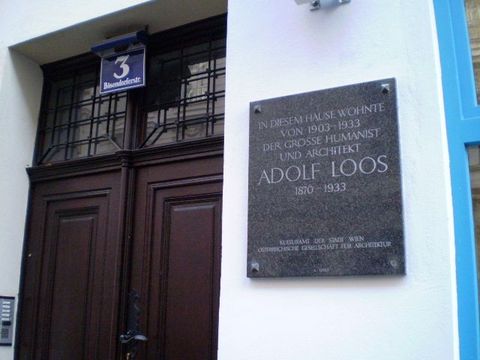 3
Bösendorferstr.
IN DIESEM HAUSE WOHNTE
VON 1903-1933
DER GROSSE HUMANIST
UND ARCHITEKT
ADOLF LOOS
1870-1933
KULTURAMT DER STADT WIEN
ÖSTERREICHISCHE GESELLSCHAFT FÜR ARCHITEKTUR